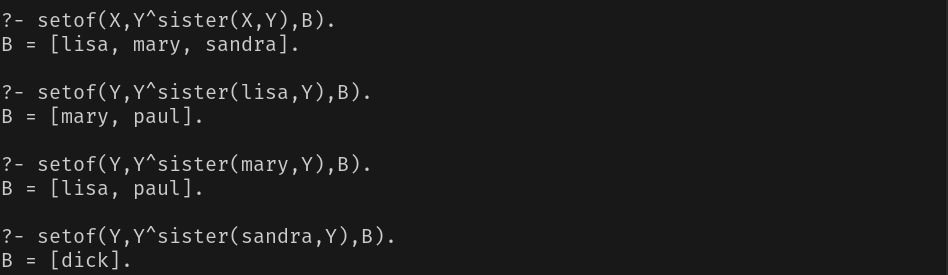 ?- setof(X,Y^sister(X,Y),B).
B = [lisa, mary, sandra].
?- setof(Y,Y^sister(lisa,Y),B).
B = [mary, paul].
?- setof(Y,Y^sister(mary,Y),B).
B = [lisa, paul].
?- setof(Y,Y^sister(sandra,Y),B).
B = [dick].